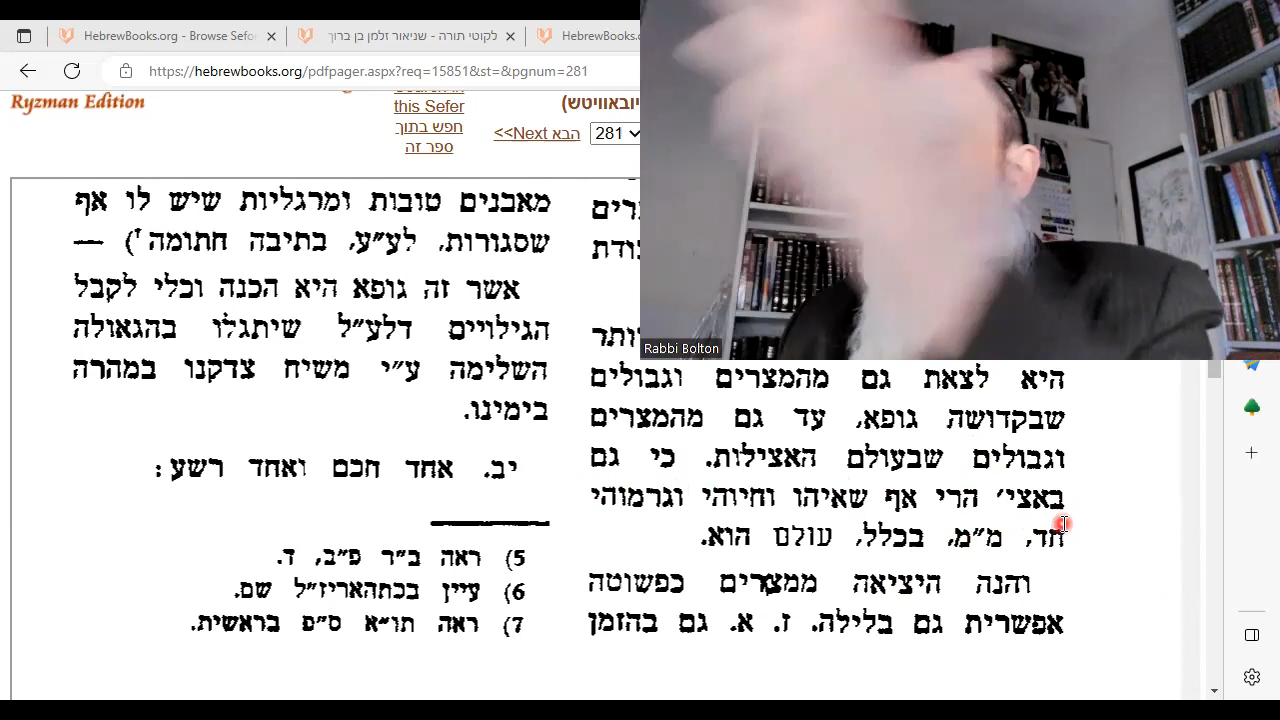 HebrewBooks.org - Browse Sefo
לקוטי תורה - שניאור זלמן בן ברוך
HebrewBooks.
https://hebrewbooks.org/pdfpager.aspx?req=15851&st=&pgnum=281
Ryzman Edition
this Sefer
חפש בתוך
ספר זה
יובאוויטש)
<<Next הבא
281
Rabbi Bolton
היא לצאת גם מהמצרים וגבולים
שבקדושה גופא, עד גם מהמצרים
וגבולים שבעולם האצילות. כי גם
באצי' הרי אף שאיהו וחיוהי וגרמוהי
חד, מ"מ, בכלל, עולם הוא.
והנה היציאה ממצרים כפשוטה
אפשרית גם בלילה. ז. א. גם בהזמן
מאבנים טובות ומרגליות שיש לו אף
שסגורות, לע"ע, בתיבה חתומה⁷) —
אשר זה גופא היא הכנה וכלי לקבל
הגילויים דלע"ל שיתגלו בהגאולה
השלימה ע"י משיח צדקנו במהרה
בימינו.
יב. אחד חכם ואחד רשע:
5) ראה ב"ר פ"ב, ד.
6) עיין בכתהאריז"ל שם.
7) ראה תו"א ס"פ בראשית.